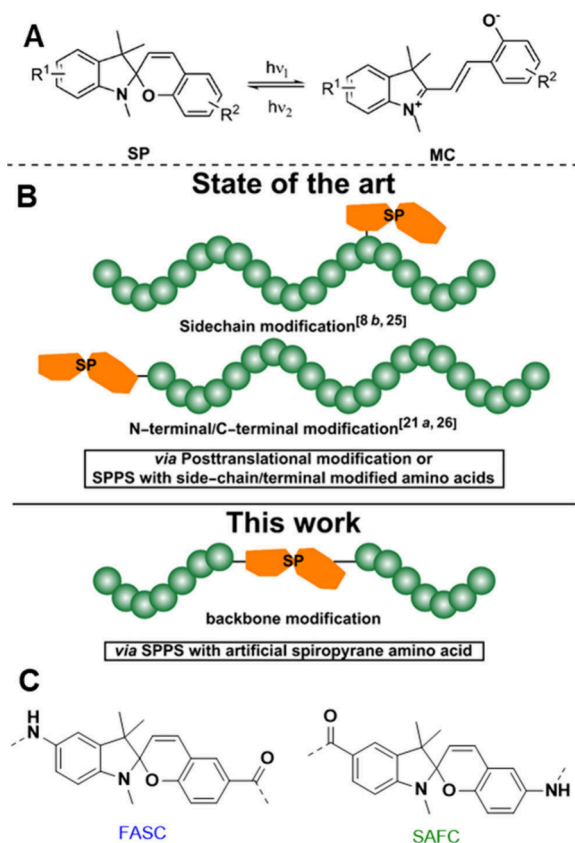 A
R¹
N
O
R²
SP
hν₁
hν₂
R¹
N⁺
O⁻
R²
MC
State of the art
B
SP
Sidechain modification[8 b, 25]
SP
N-terminal/C-terminal modification[21 a, 26]
via Posttranslational modification or
SPPS with side-chain/terminal modified amino acids
This work
SP
backbone modification
via SPPS with artificial spiropyrane amino acid
C
H
N
N
O
O
FASC
O
N
O
NH
SAFC